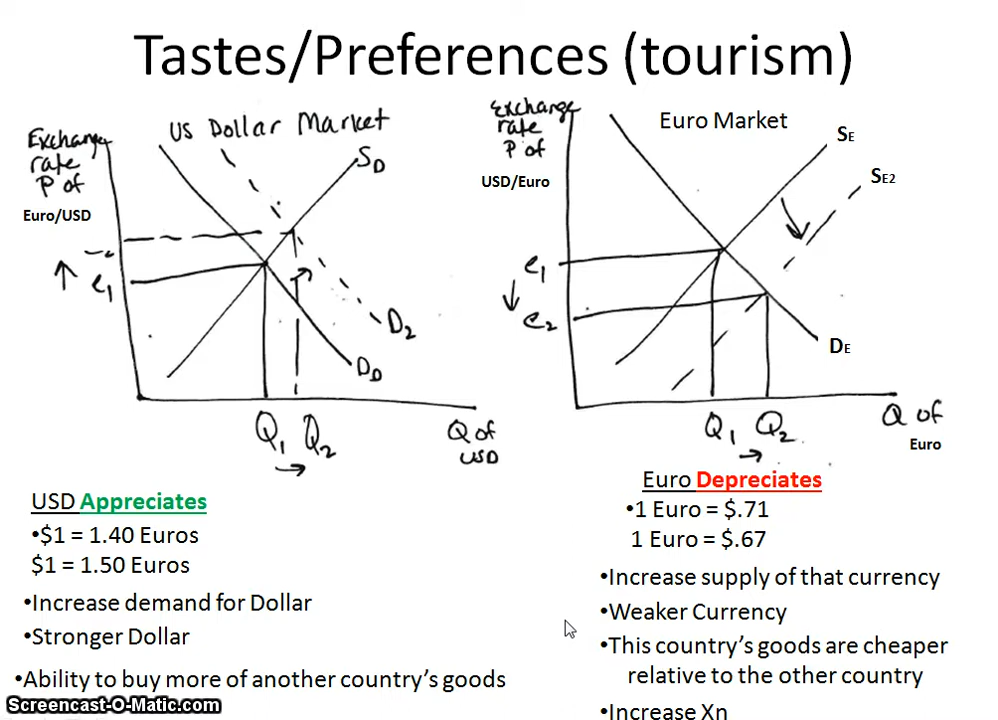 Tastes/Preferences (tourism)
Exchange
rate
P of
Euro/USD
US Dollar Market
SD
e1
D2
DD
Q1 Q2
Q of
USD
USD Appreciates
•$1 = 1.40 Euros
$1 = 1.50 Euros
•Increase demand for Dollar
•Stronger Dollar
•Ability to buy more of another country's goods
Exchange
rate
P of
USD/Euro
Euro Market
SE
SE2
e1
e2
DE
Q1 Q2
Q of
Euro
Euro Depreciates
•1 Euro = $.71
1 Euro = $.67
•Increase supply of that currency
•Weaker Currency
•This country's goods are cheaper
relative to the other country
•Increase Xn
Screencast-O-Matic.com